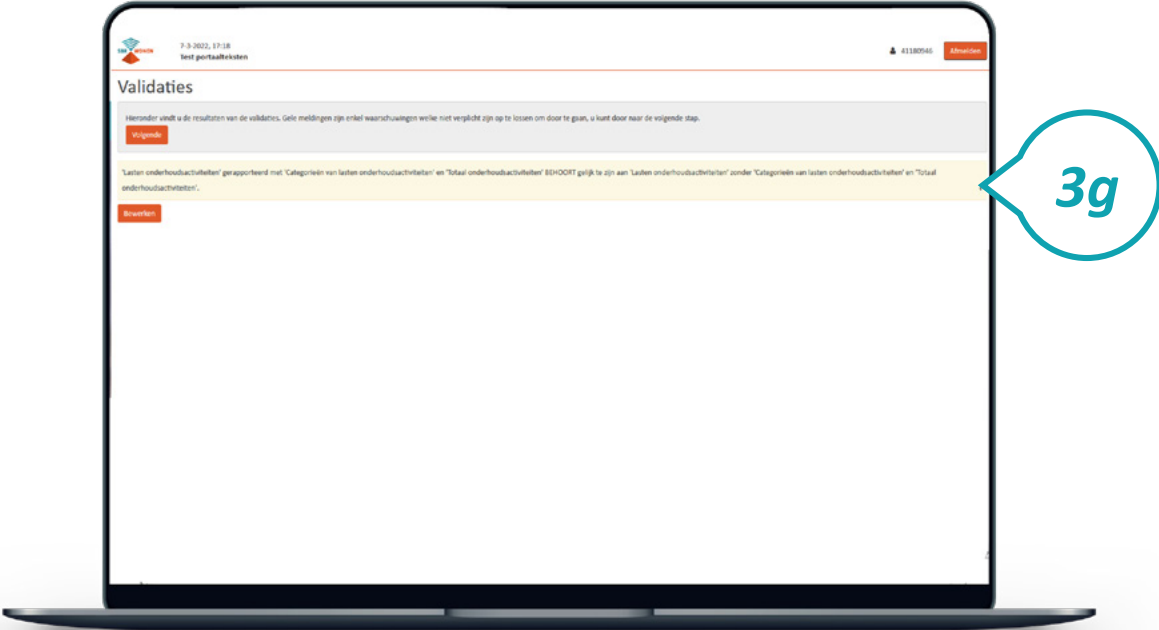 SBR WONEN
7-3-2022, 17:18
Test portaalteksten
41180946
Afmelden
Validaties
Hieronder vindt u de resultaten van de validaties. Gele meldingen zijn enkel waarschuwingen welke niet verplicht zijn op te lossen om door te gaan, u kunt door naar de volgende stap.
Volgende
'Lasten onderhoudsactiviteiten' gerapporteerd met 'Categorieën van lasten onderhoudsactiviteiten' en 'Totaal onderhoudsactiviteiten' BEHOORT gelijk te zijn aan 'Lasten onderhoudsactiviteiten' zonder 'Categorieën van lasten onderhoudsactiviteiten' en 'Totaal
onderhoudsactiviteiten'.
Bewerken
3g